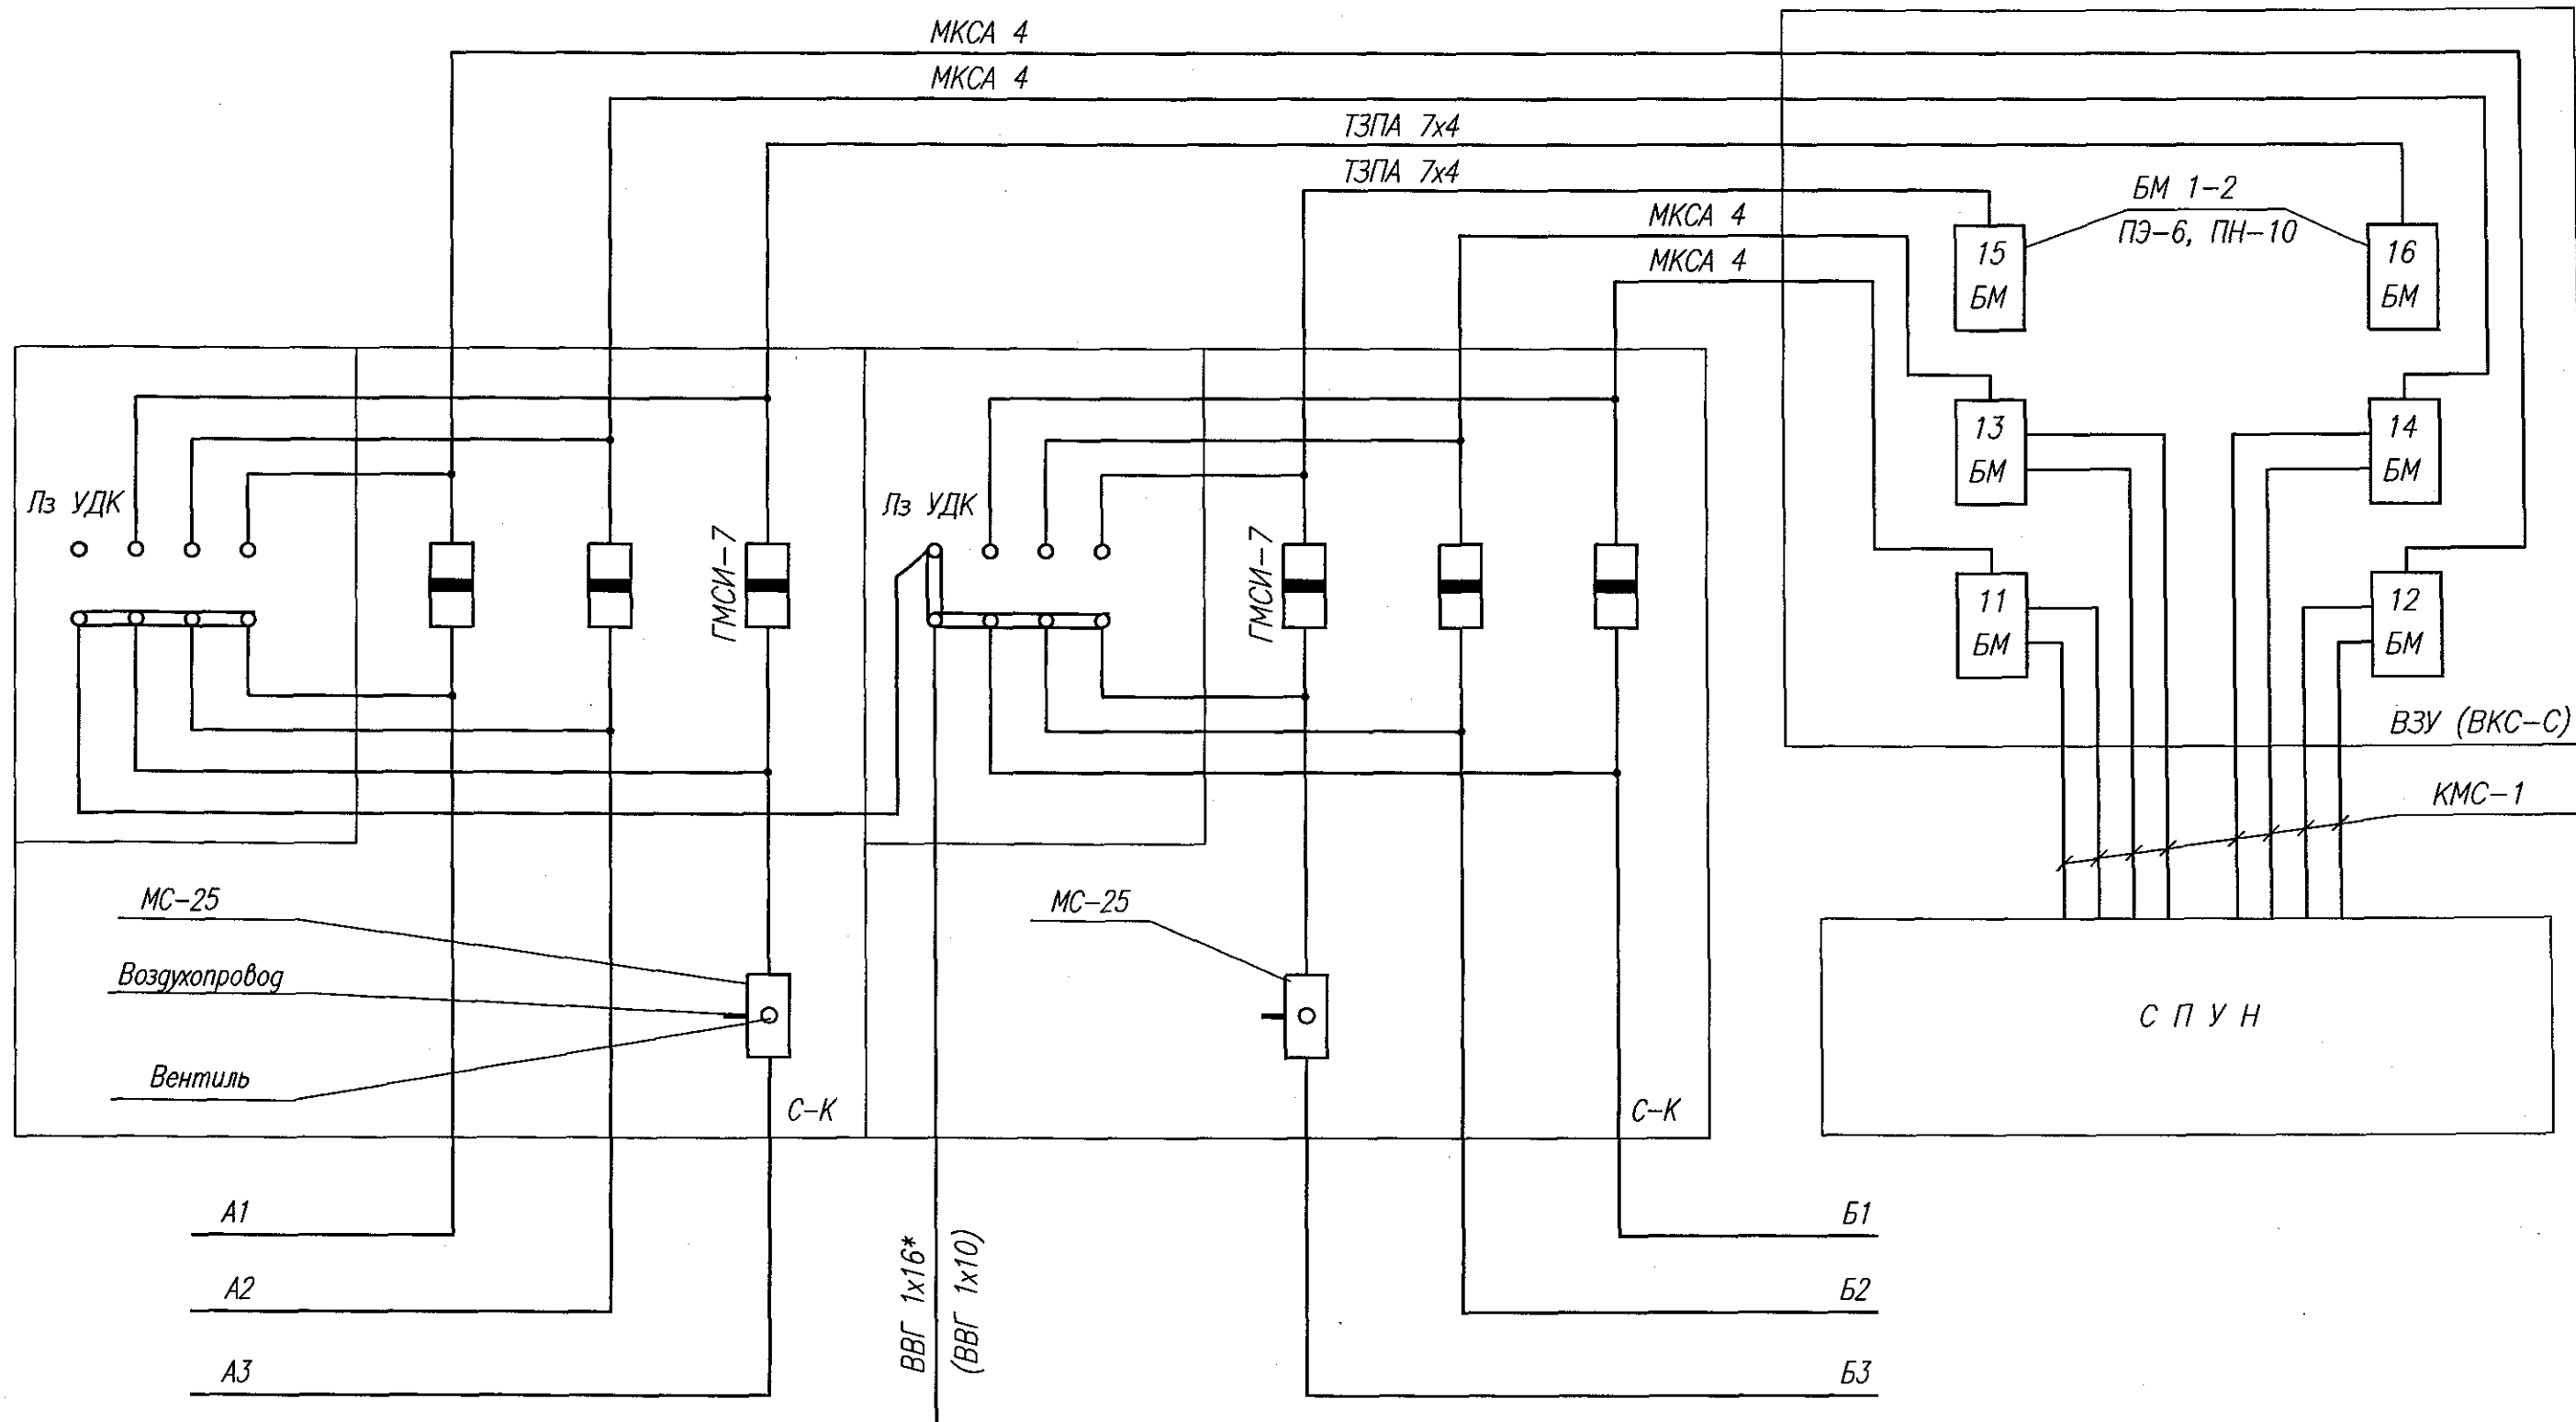 МКСА 4
МКСА 4
ТЗПА 7х4
ТЗПА 7х4
МКСА 4
МКСА 4
БМ 1-2
ПЭ-6, ПН-10
15
БМ
16
БМ
13
БМ
14
БМ
11
БМ
12
БМ
ВЗУ (ВКС-С)
КМС-1
С П У Н
Лз УДК
ГМСИ-7
Лз УДК
ГМСИ-7
МС-25
Воздухопровод
Вентиль
С-К
МС-25
С-К
А1
А2
А3
ВВГ 1х16*
(ВВГ 1х10)
Б1
Б2
Б3